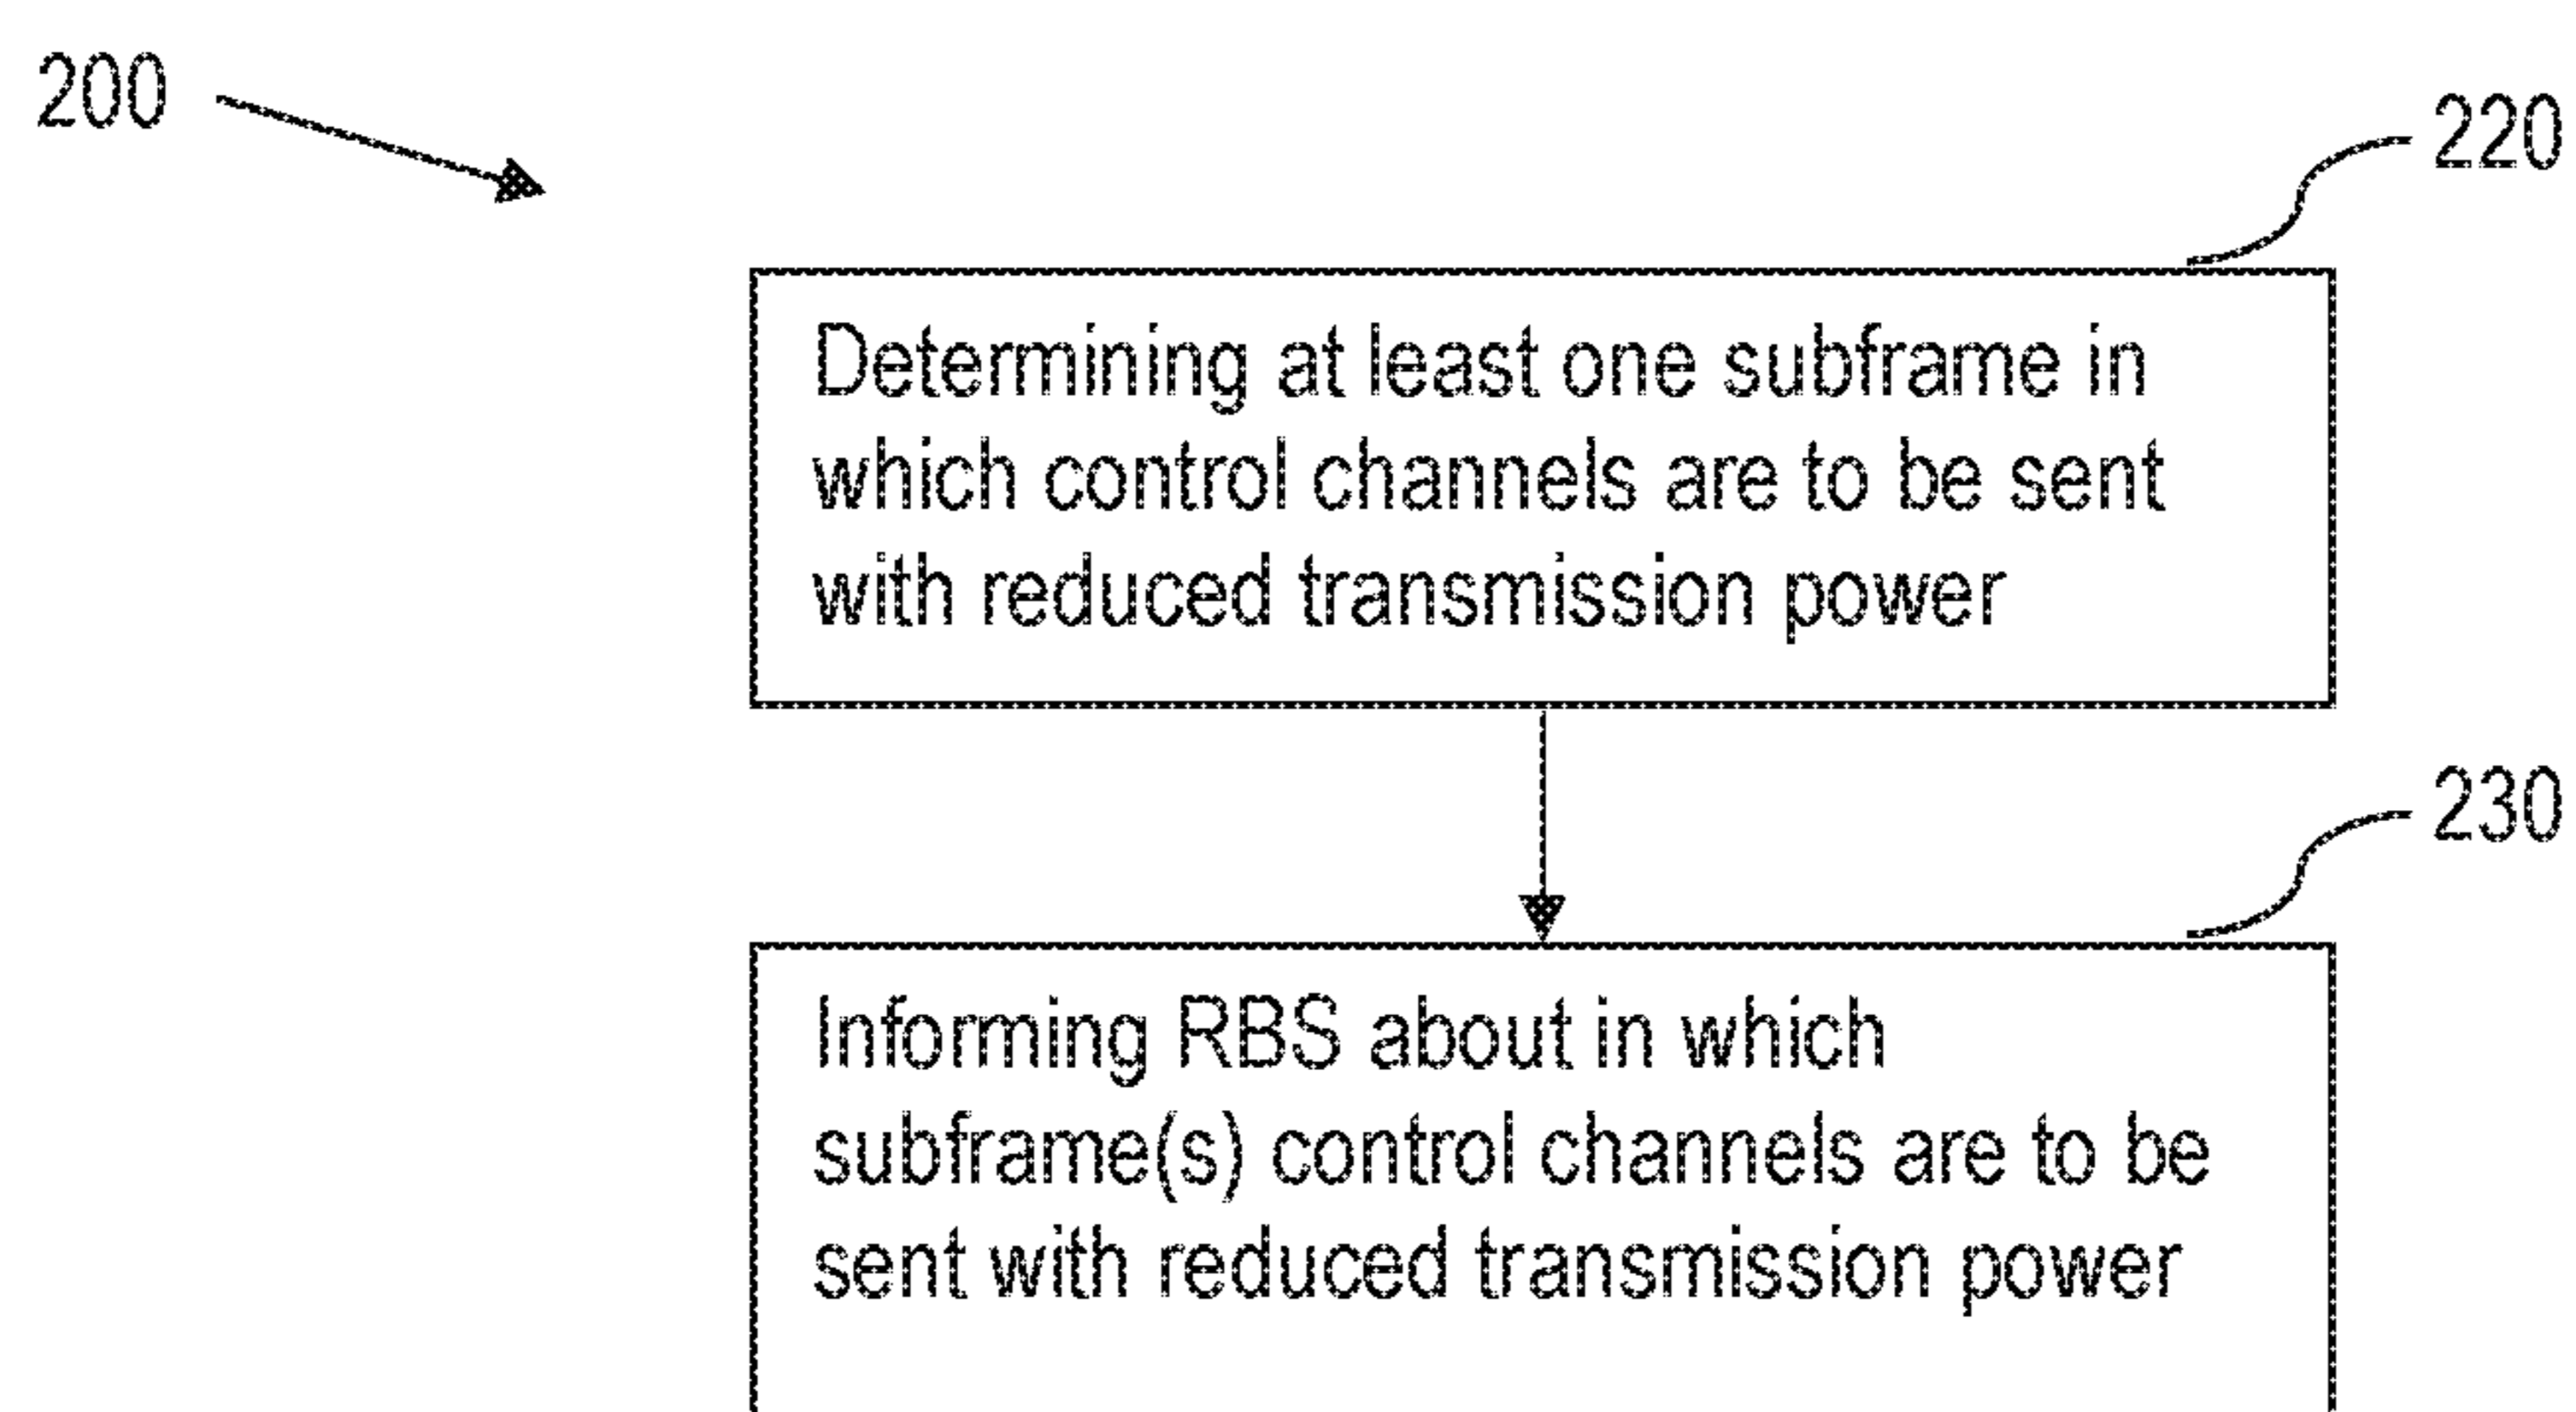 200
220
Determining at least one subframe in
which control channels are to be sent
with reduced transmission power
230
Informing RBS about in which
subframe(s) control channels are to be
sent with reduced transmission power